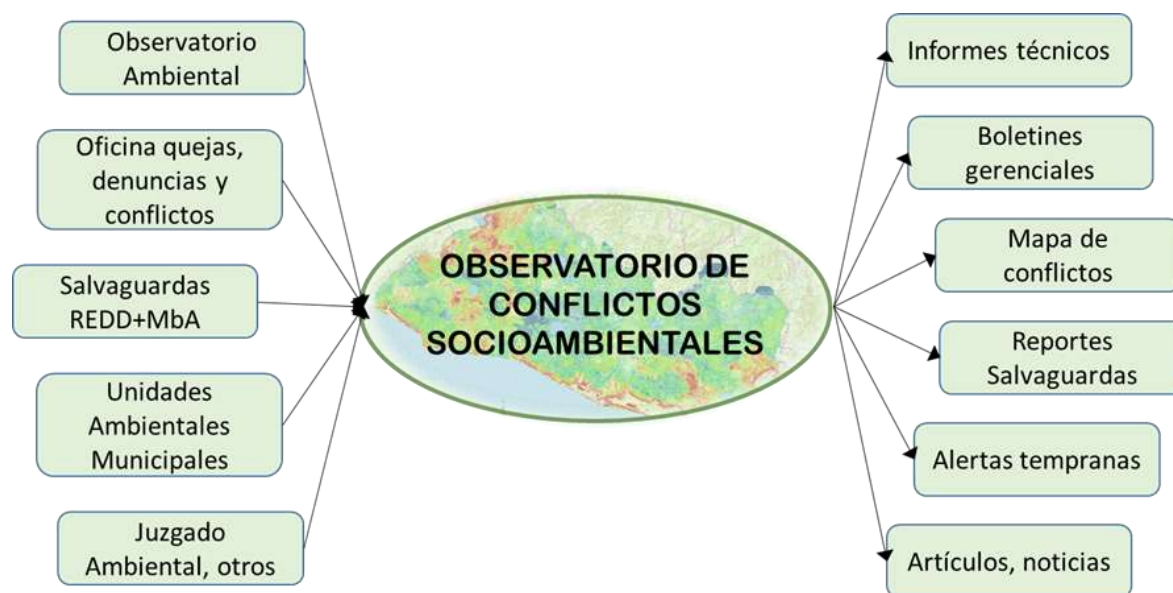 Observatorio
Ambiental
Oficina quejas,
denuncias y
conflictos
Salvaguardas
REDD+MbA
Unidades
Ambientales
Municipales
Juzgado
Ambiental, otros
OBSERVATORIO DE
CONFLICTOS
SOCIOAMBIENTALES
Informes técnicos
Boletines
gerenciales
Mapa de
conflictos
Reportes
Salvaguardas
Alertas tempranas
Artículos, noticias